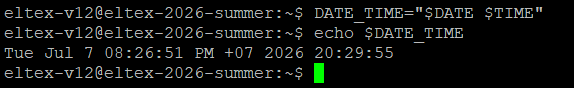 eltex-v12@eltex-2026-summer:~$ DATE_TIME="$DATE $TIME"
eltex-v12@eltex-2026-summer:~$ echo $DATE_TIME
Tue Jul 7 08:26:51 PM +07 2026 20:29:55
eltex-v12@eltex-2026-summer:~$